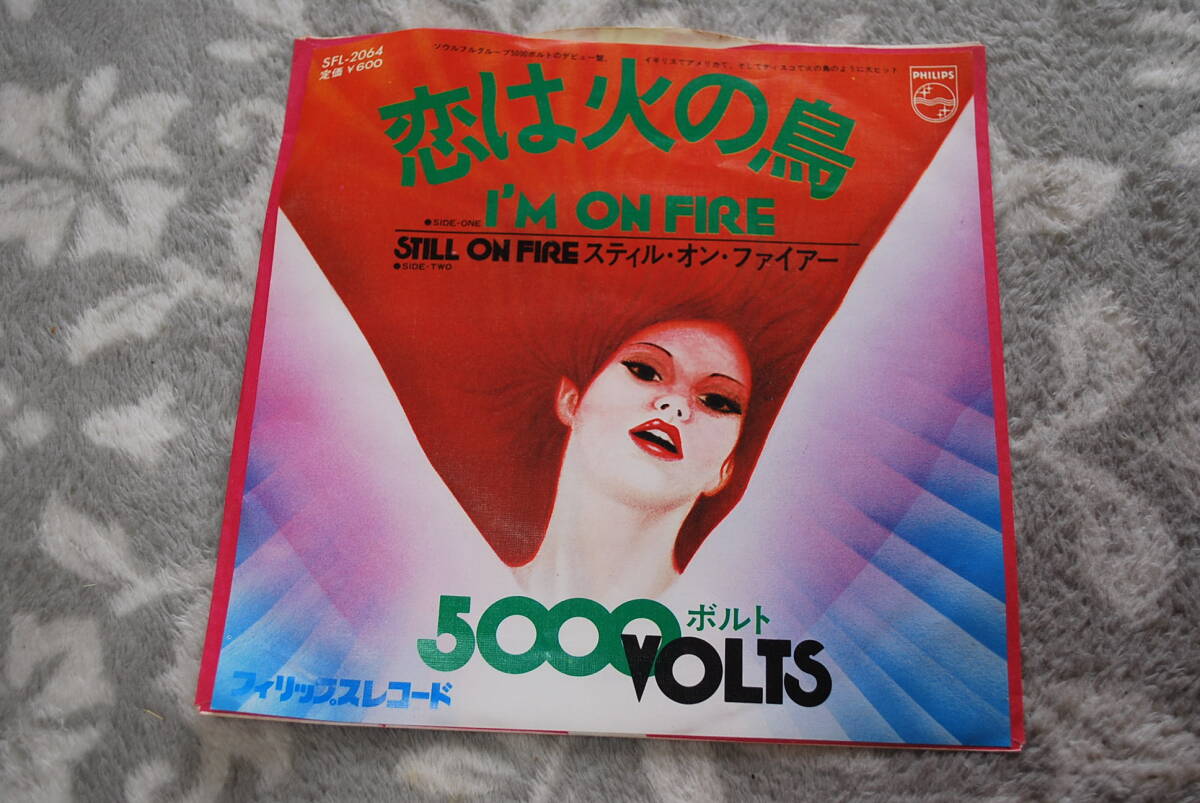 SFL-2064
定価￥600
ソウルフルグループ5000ボルトのデビュー盤。 イギリスでアメリカで、そしてディスコで火の鳥のように大ヒット
PHILIPS
恋は火の鳥
●SIDE-ONE I'M ON FIRE
STILL ON FIRE スティル・オン・ファイアー
●SIDE-TWO
5000 ボルト
VOLTS
フィリップスレコード